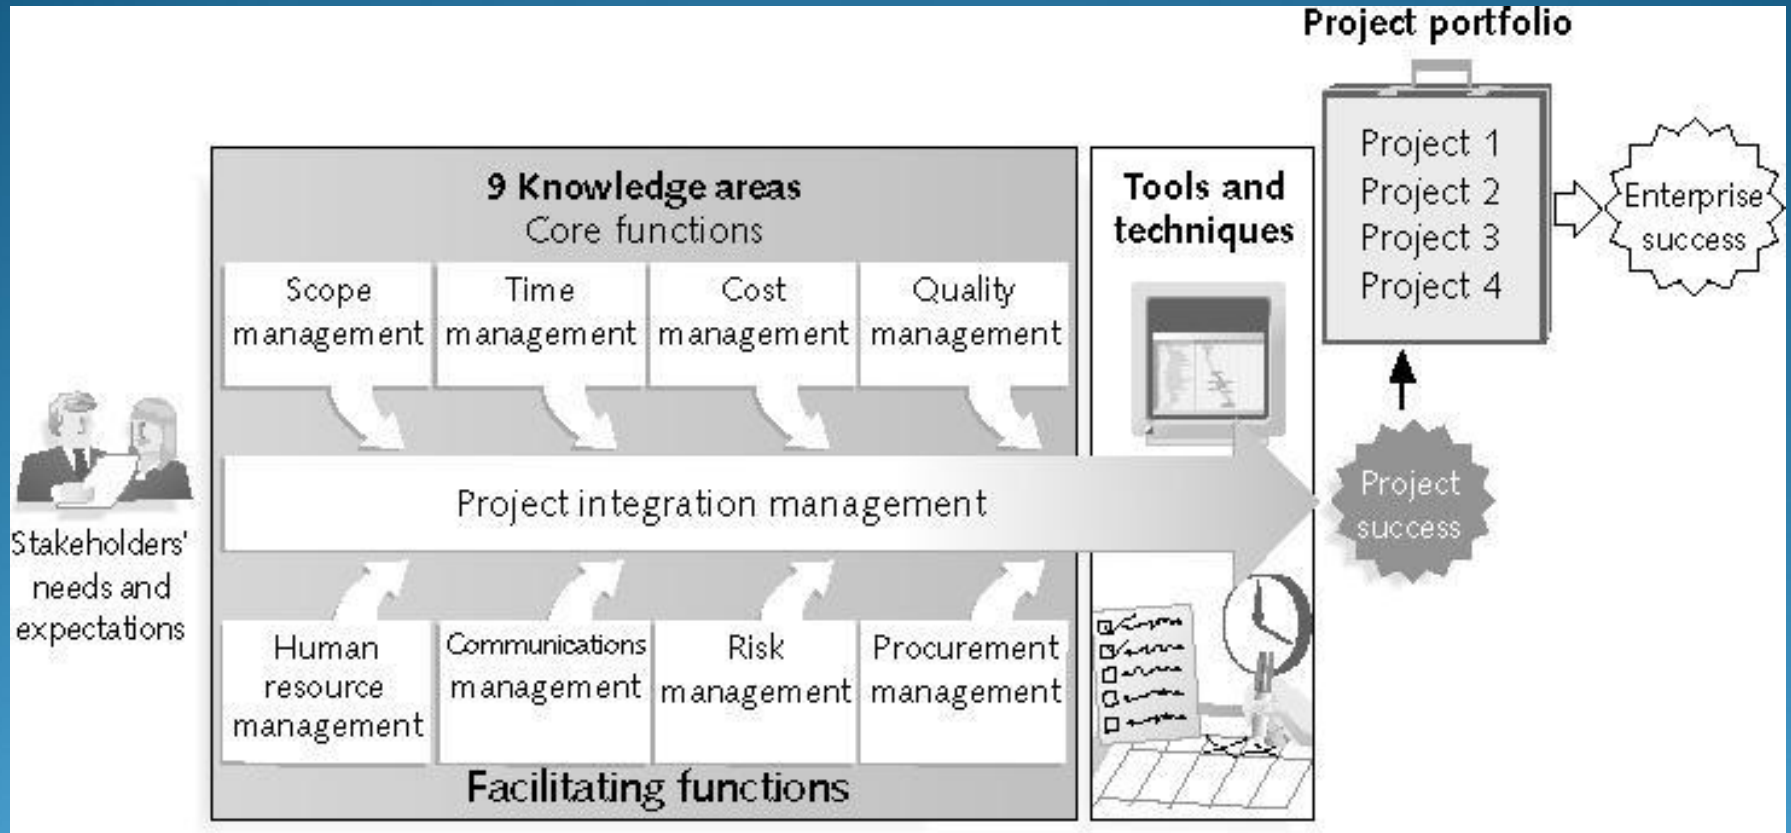 Project portfolio
Project 1
Project 2
Project 3
Project 4
Enterprise
success
9 Knowledge areas
Core functions
Scope
management
Time
management
Cost
management
Quality
management
Tools and
techniques
Project integration management
Project
success
Stakeholders'
needs and
expectations
Human
resource
management
Communications
management
Risk
management
Procurement
management
Facilitating functions